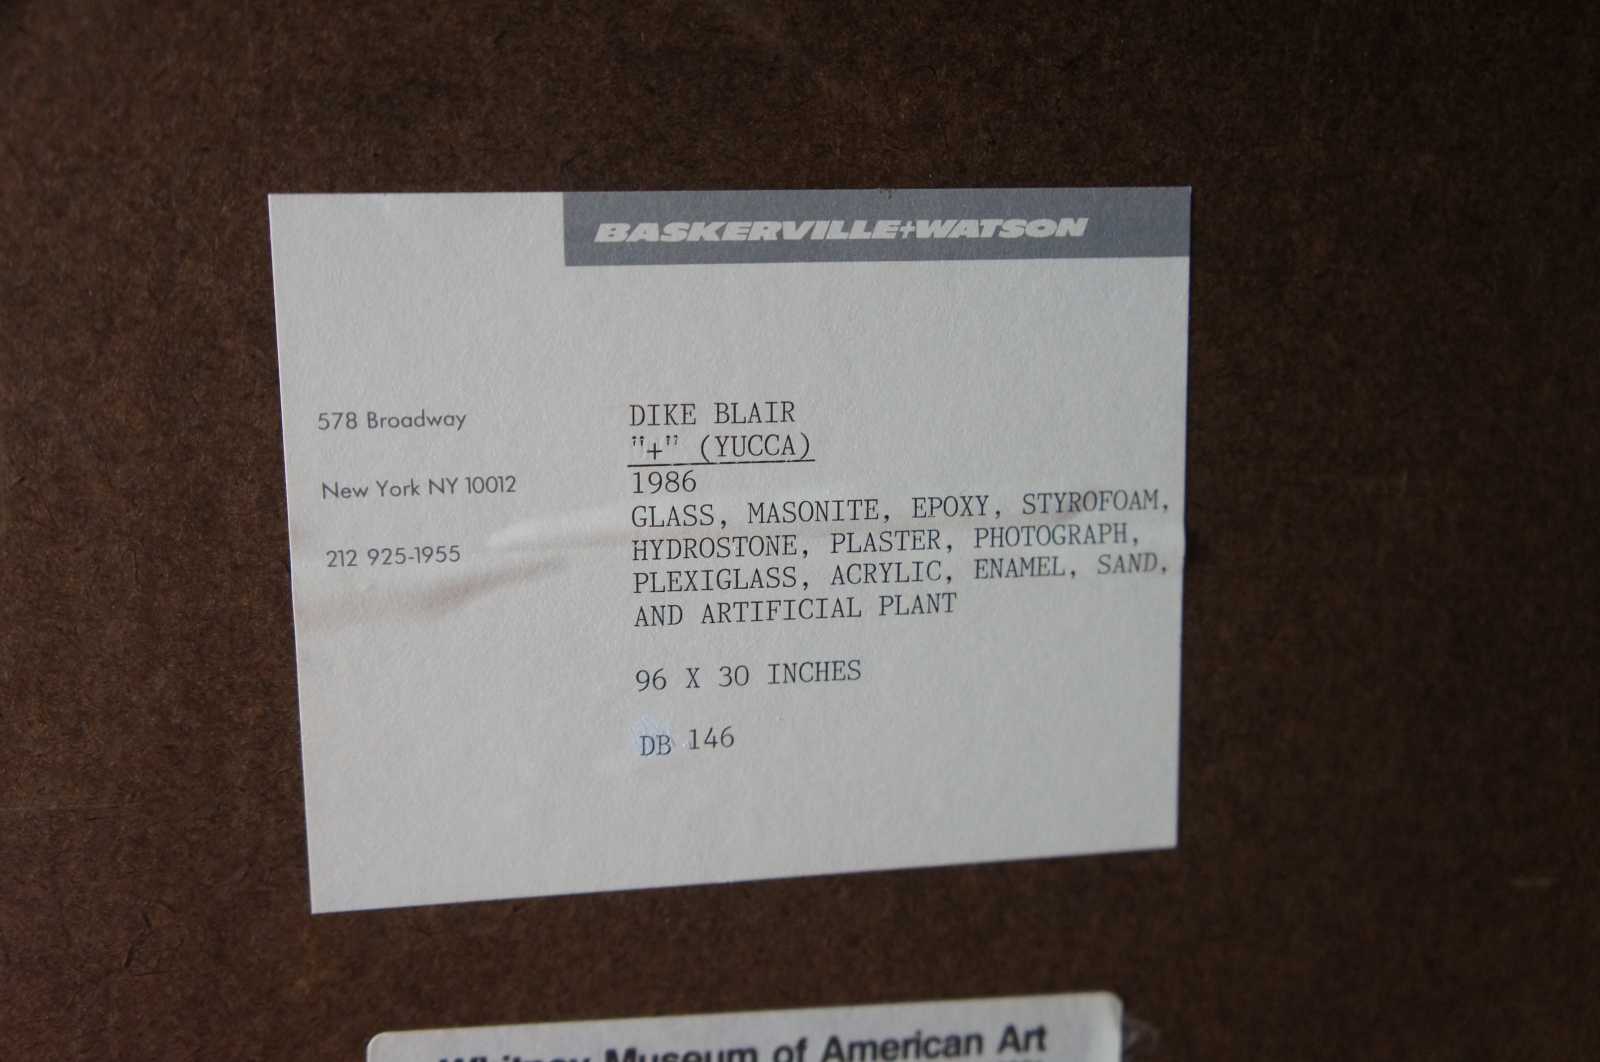 BASKERVILLE+WATSON
578 Broadway
New York NY 10012
212 925-1955
DIKE BLAIR
"+" (YUCCA)
1986
GLASS, MASONITE, EPOXY, STYROFOAM,
HYDROSTONE, PLASTER, PHOTOGRAPH,
PLEXIGLASS, ACRYLIC, ENAMEL, SAND,
AND ARTIFICIAL PLANT
96 X 30 INCHES
DB 146
Whitney Museum of American Art